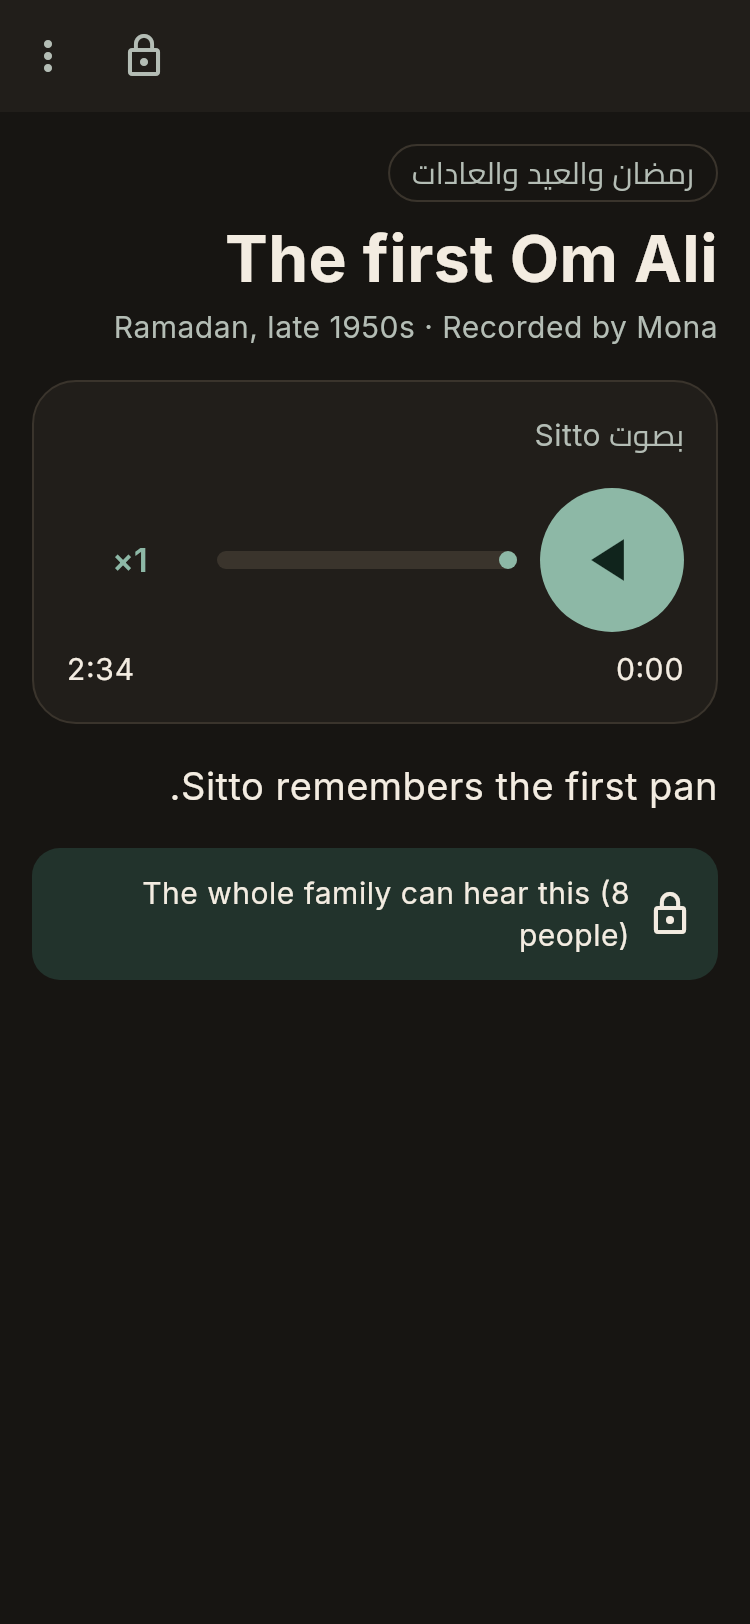 رمضان والعيد والعادات
The first Om Ali
Ramadan, late 1950s · Recorded by Mona
بصوت Sitto
×1
0:00
2:34
.Sitto remembers the first pan
The whole family can hear this (8
people)